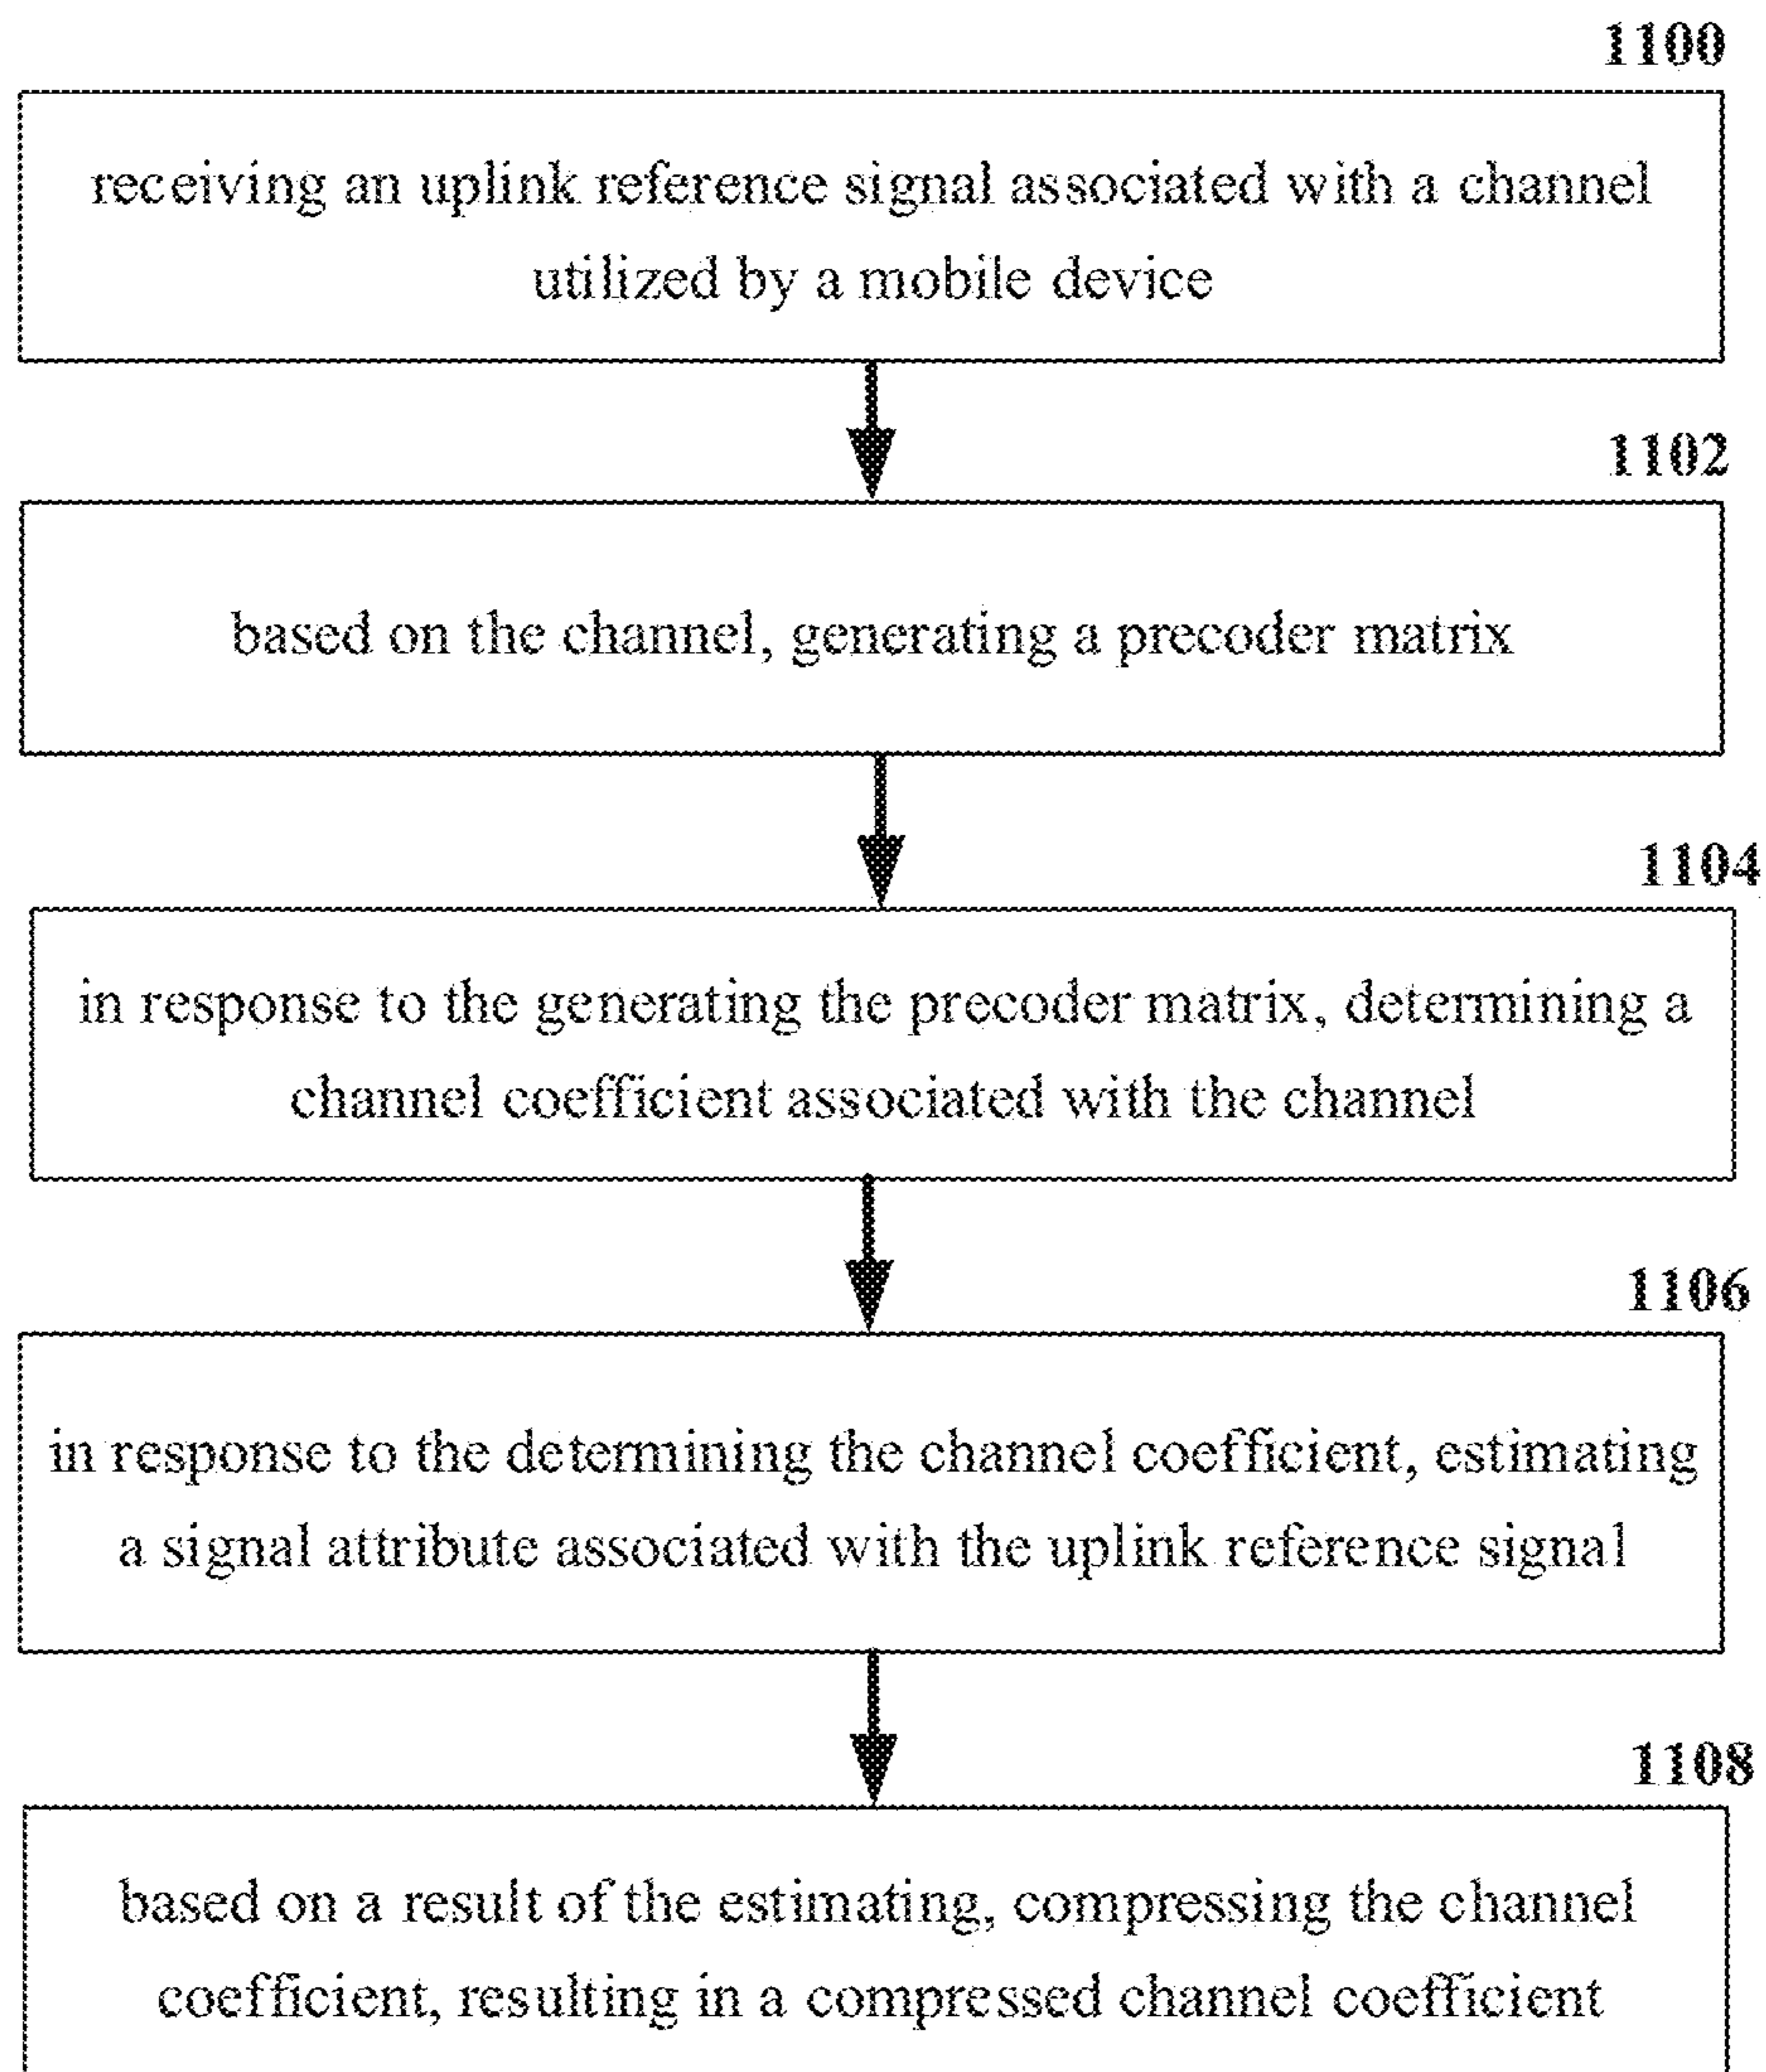 1100
receiving an uplink reference signal associated with a channel
utilized by a mobile device
1102
based on the channel, generating a precoder matrix
1104
in response to the generating the precoder matrix, determining a
channel coefficient associated with the channel
1106
in response to the determining the channel coefficient, estimating
a signal attribute associated with the uplink reference signal
1108
based on a result of the estimating, compressing the channel
coefficient, resulting in a compressed channel coefficient